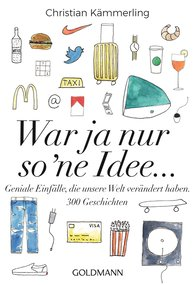 Christian Kämmerling
TAXI
War ja nur
so'ne Idee...
Geniale Einfälle, die unsere Welt verändert haben.
300 Geschichten
VISA
GOLDMANN